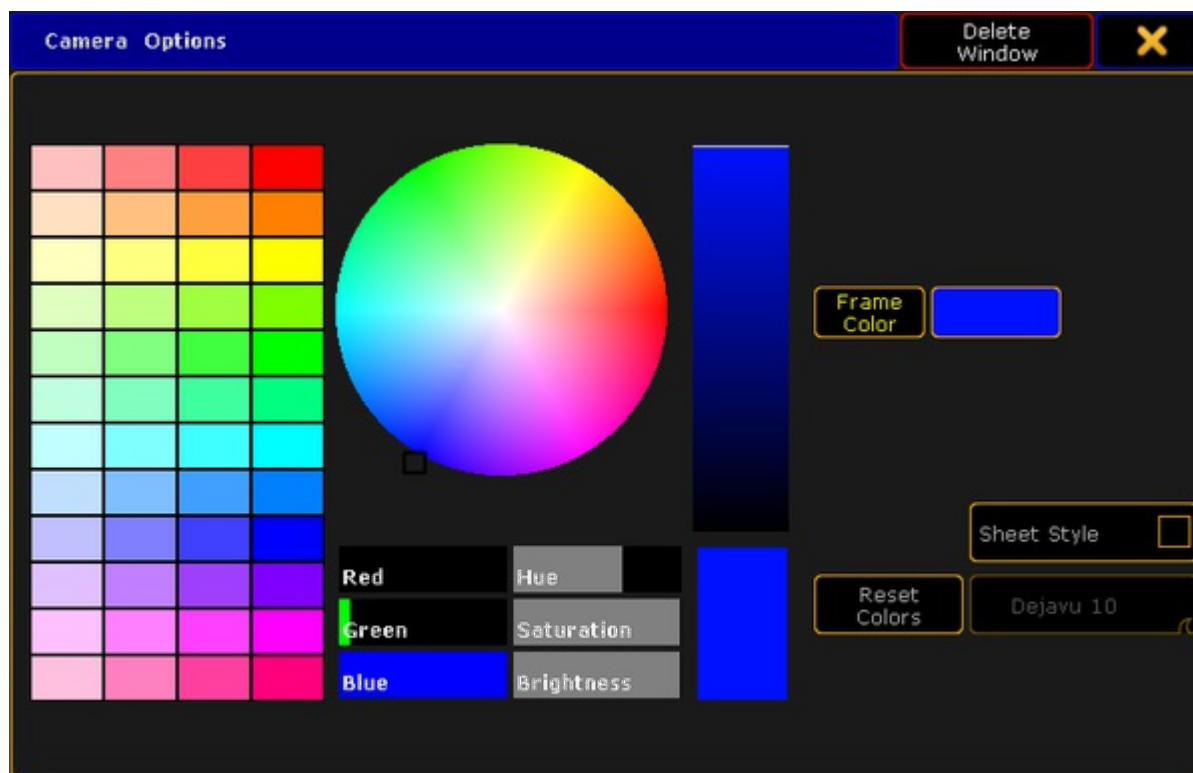 Camera Options
Delete
Window
Frame
Color
Sheet Style
Red
Hue
Green
Saturation
Blue
Brightness
Reset
Colors
Dejavu 10